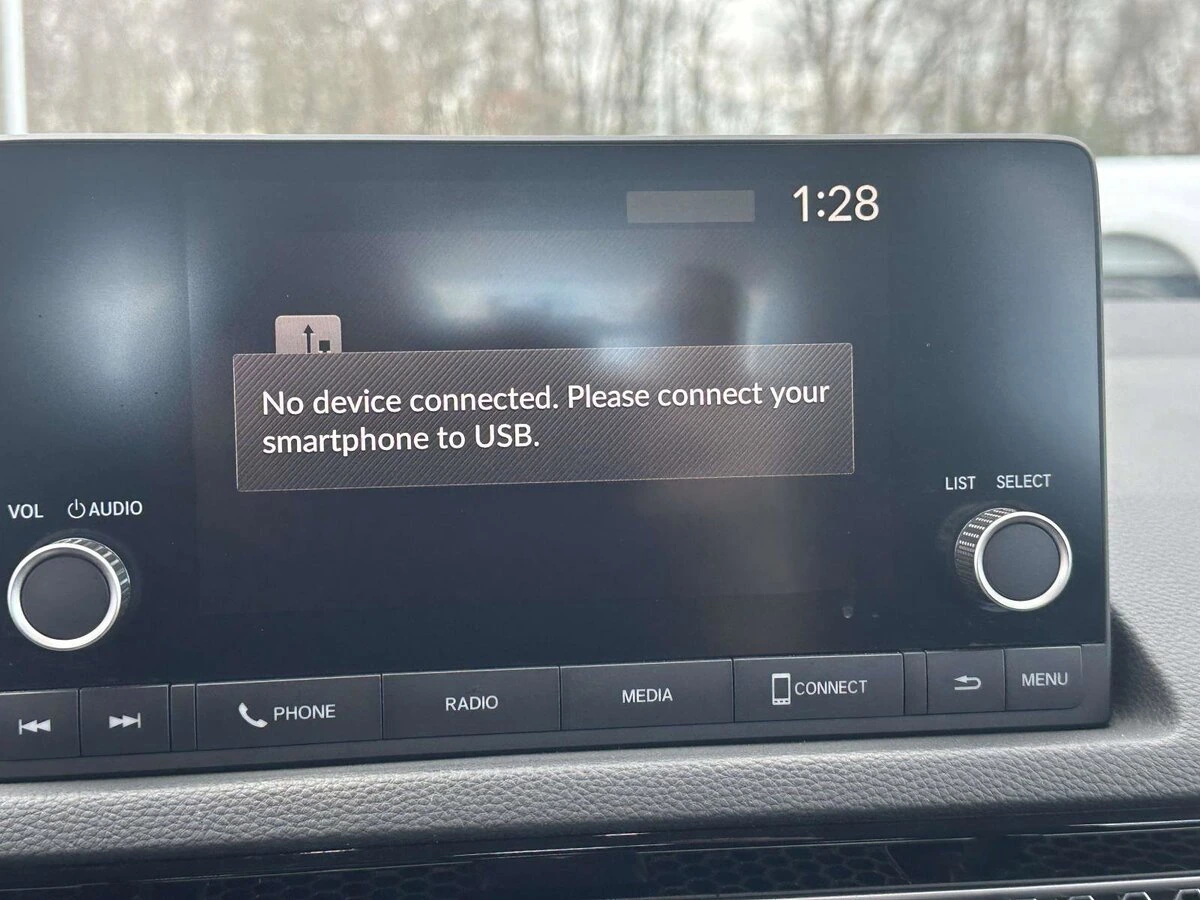 1:28
No device connected. Please connect your
smartphone to USB.
VOL AUDIO
LIST SELECT
PHONE
RADIO
MEDIA
CONNECT
MENU